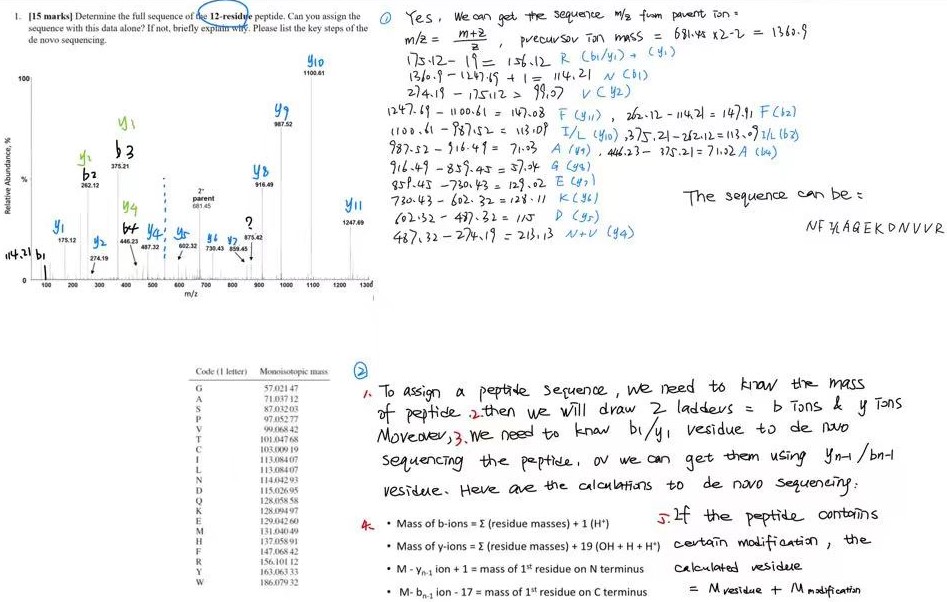 1. [15 marks] Determine the full sequence of the 12-residue peptide. Can you assign the
sequence with this data alone? If not, briefly explain why. Please list the key steps of the
de novo sequencing.
① Yes, We can get the sequence m/z from parent ion:
m/z = m+z/z, precursor ion mass = 681.45 x2-2 = 1360.9
175.12 - 19 = 156.12 R (b1/y1) + (y1)
1360.9 - 1247.69 + 1 = 114.21 N (b1)
274.19 - 175.12 = 99.07 V (y2)
1247.69 - 1100.61 = 147.08 F (y11), 262.12 - 114.21 = 147.91 F (b2)
1100.61 - 987.52 = 113.09 I/L (y10), 375.21 - 262.12 = 113.09 I/L (b3)
987.52 - 916.49 = 71.03 A (y9), 446.23 - 375.21 = 71.02 A (b4)
916.49 - 859.45 = 57.04 G (y8)
859.45 - 730.43 = 129.02 E (y7)
730.43 - 602.32 = 128.11 K (y6)
602.32 - 487.32 = 115 D (y5)
487.32 - 274.19 = 213.13 N+V (y4)
The sequence can be:
NF I/L A G E K D N V V R
Relative Abundance, %
100
%
0
y10
1100.61
y9
987.52
y1
b3
375.21
y2
b2
262.12
y8
916.49
2+
parent
681.45
y4
b4
446.23
y11
1247.69
?
875.42
y1
175.12
y2
274.19
y4
487.32
y5
602.32
y6
730.43
y7
859.45
114.21 b1
100 200 300 400 500 600 700 800 900 1000 1100 1200 1300
m/z
Code (1 letter) Monoisotopic mass
G 57.021 47
A 71.037 12
S 87.032 03
P 97.052 77
V 99.068 42
T 101.047 68
C 103.009 19
I 113.084 07
L 113.084 07
N 114.042 93
D 115.026 95
Q 128.058 58
K 128.094 97
E 129.042 60
M 131.040 49
H 137.058 91
F 147.068 42
R 156.101 12
Y 163.063 33
W 186.079 32
②
1. To assign a peptide sequence, we need to know the mass
of peptide. 2. then we will draw 2 ladders = b ions & y ions
Moreover, 3. We need to know b1/y1 residue to de novo
sequencing the peptide, or we can get them using yn-1/bn-1
residue. Here are the calculations to de novo sequencing:
4. • Mass of b-ions = Σ (residue masses) + 1 (H+)
• Mass of y-ions = Σ (residue masses) + 19 (OH + H + H+)
• M - yn-1 ion + 1 = mass of 1st residue on N terminus
• M- bn-1 ion - 17 = mass of 1st residue on C terminus
5. If the peptide contains
certain modification, the
calculated residue
= M residue + M modification